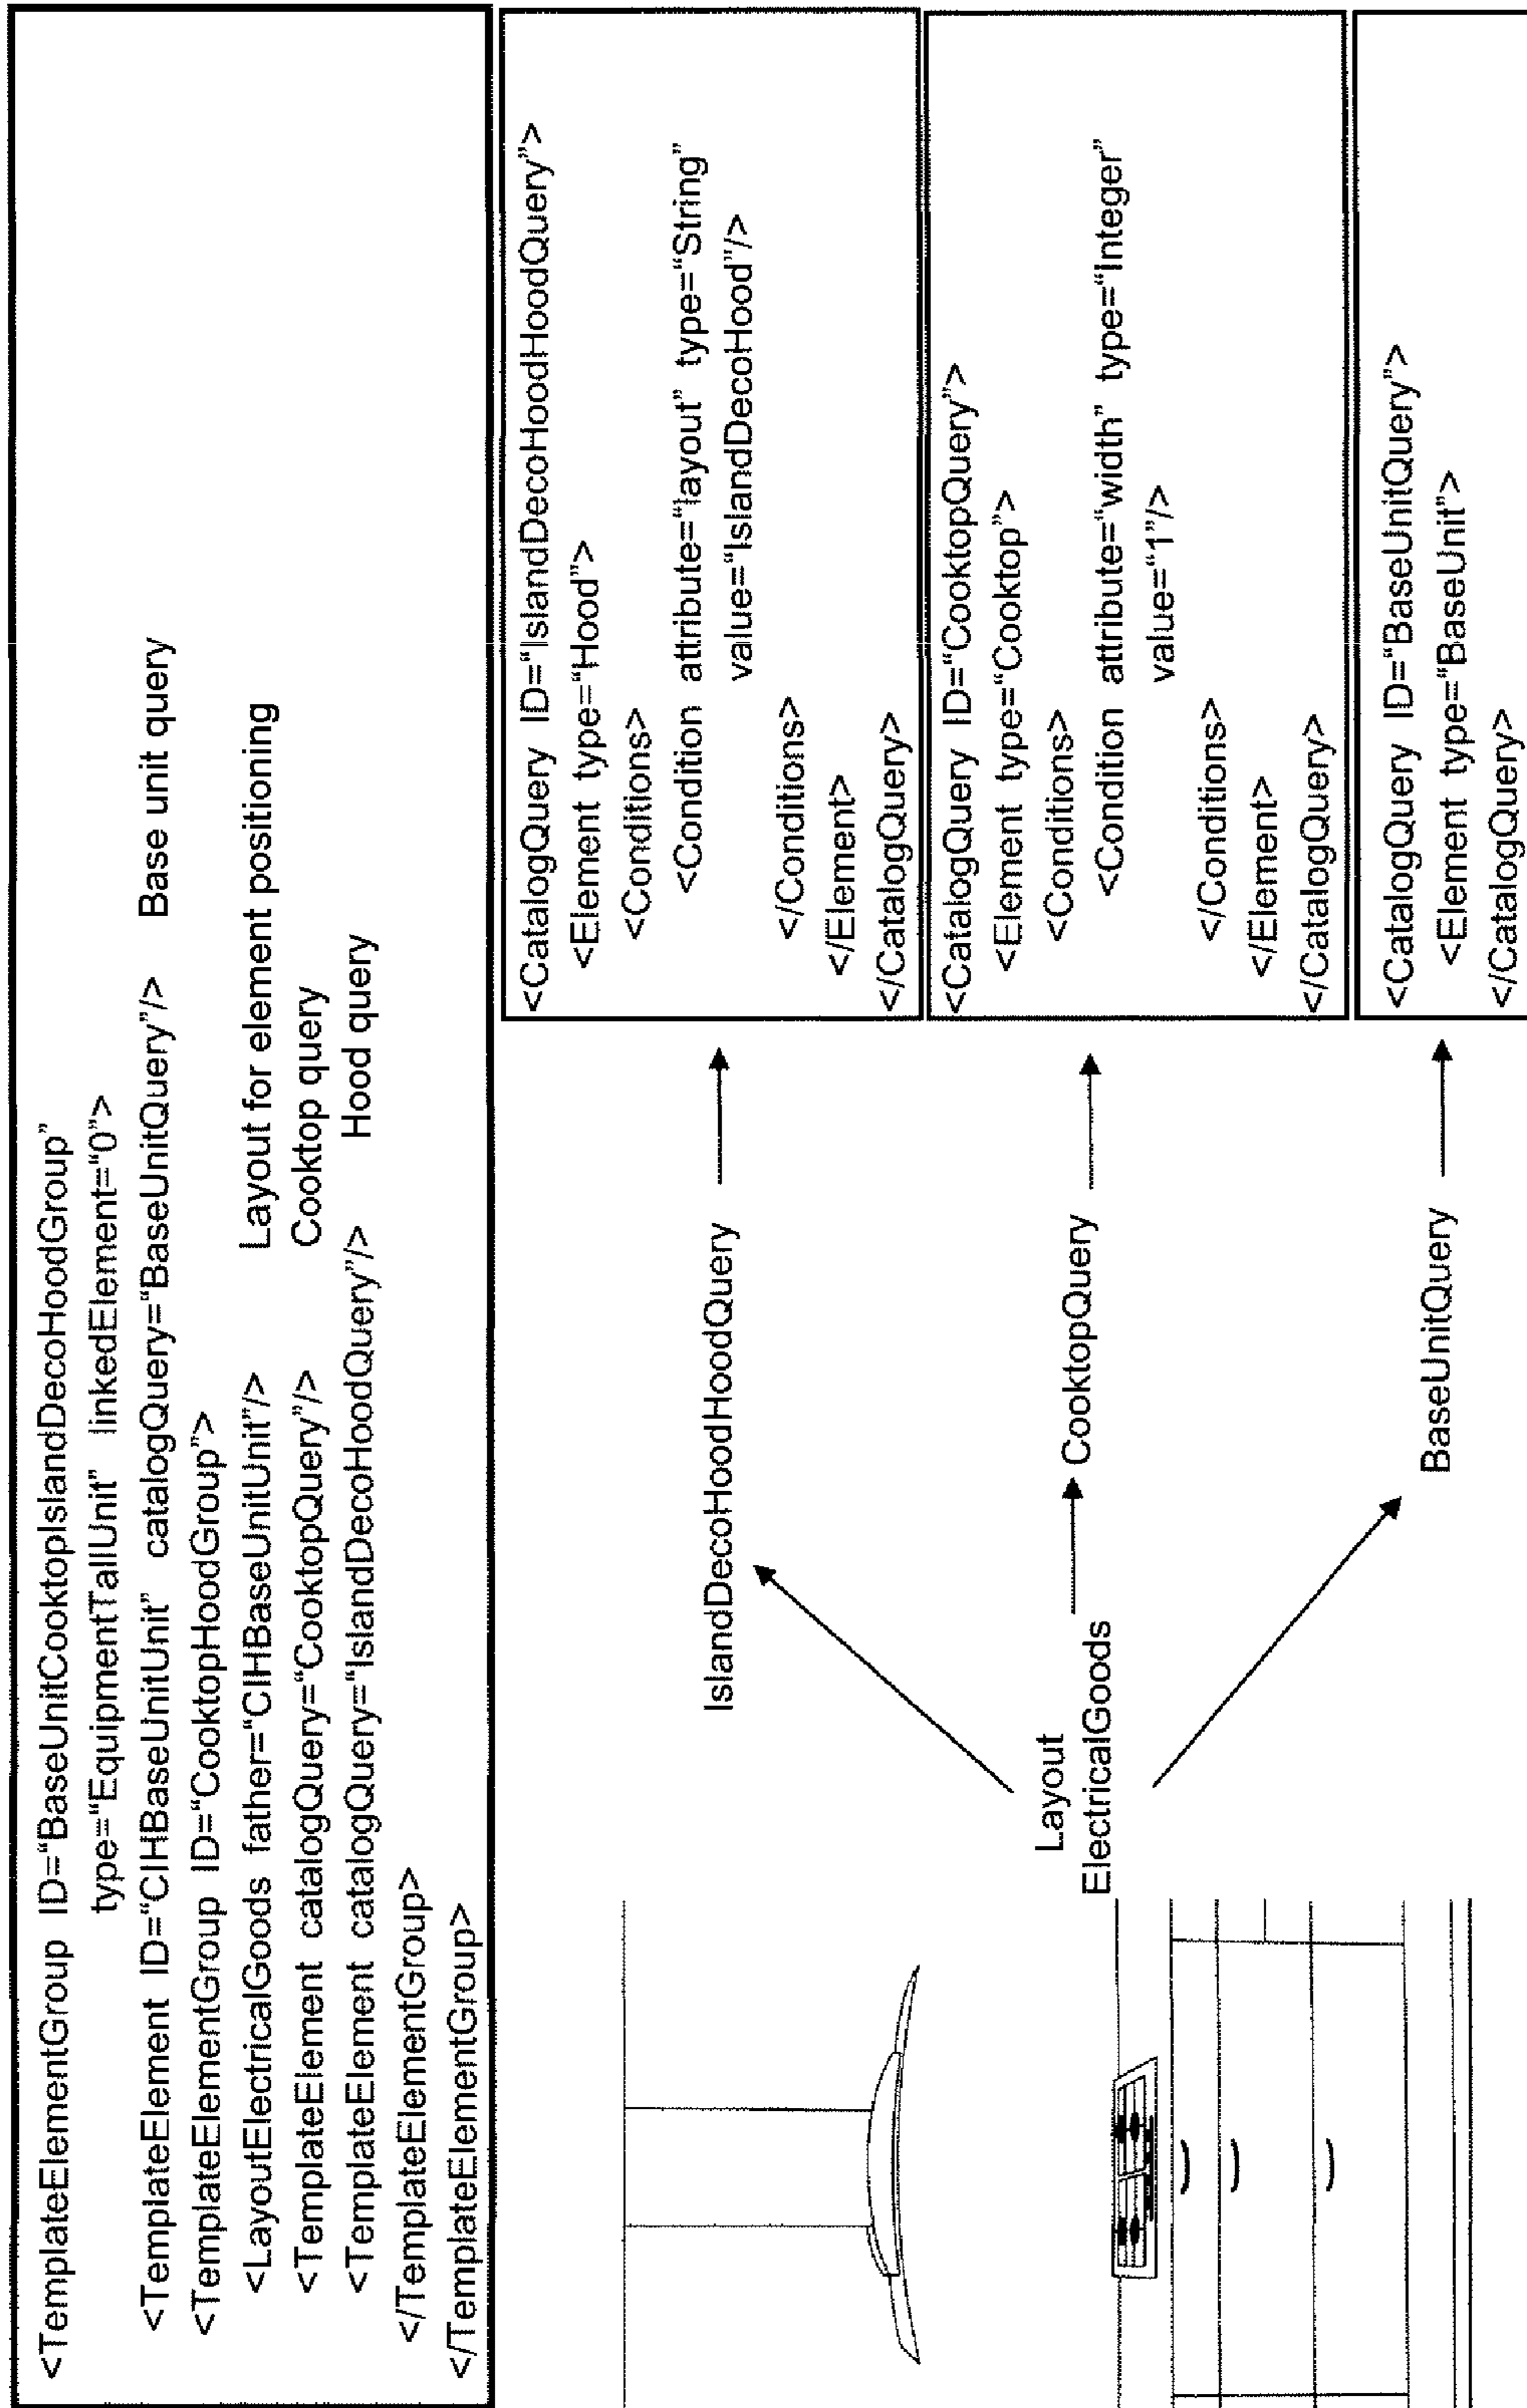 <TemplateElementGroup ID=“BaseUnitCooktopIslandDecoHoodGroup”
type=“EquipmentTallUnit” linkedElement=“0”>
<TemplateElement ID=“CIHBaseUnitUnit” catalogQuery=“BaseUnitQuery”/> Base unit query
<TemplateElementGroup ID=“CooktopHoodGroup”>
<LayoutElectricalGoods father=“CIHBaseUnitUnit”/> Layout for element positioning
<TemplateElement catalogQuery=“CooktopQuery”/> Cooktop query
<TemplateElement catalogQuery=“IslandDecoHoodQuery”/> Hood query
</TemplateElementGroup>
</TemplateElementGroup>
Layout
ElectricalGoods
IslandDecoHoodHoodQuery
CooktopQuery
BaseUnitQuery
<CatalogQuery ID=“IslandDecoHoodHoodQuery”>
<Element type=“Hood”>
<Conditions>
<Condition attribute=“layout” type=“String”
value=“IslandDecoHood”/>
</Conditions>
</Element>
</CatalogQuery>
<CatalogQuery ID=“CooktopQuery”>
<Element type=“Cooktop”>
<Conditions>
<Condition attribute=“width” type=“Integer”
value=“1”/>
</Conditions>
</Element>
</CatalogQuery>
<CatalogQuery ID=“BaseUnitQuery”>
<Element type=“BaseUnit”>
</CatalogQuery>